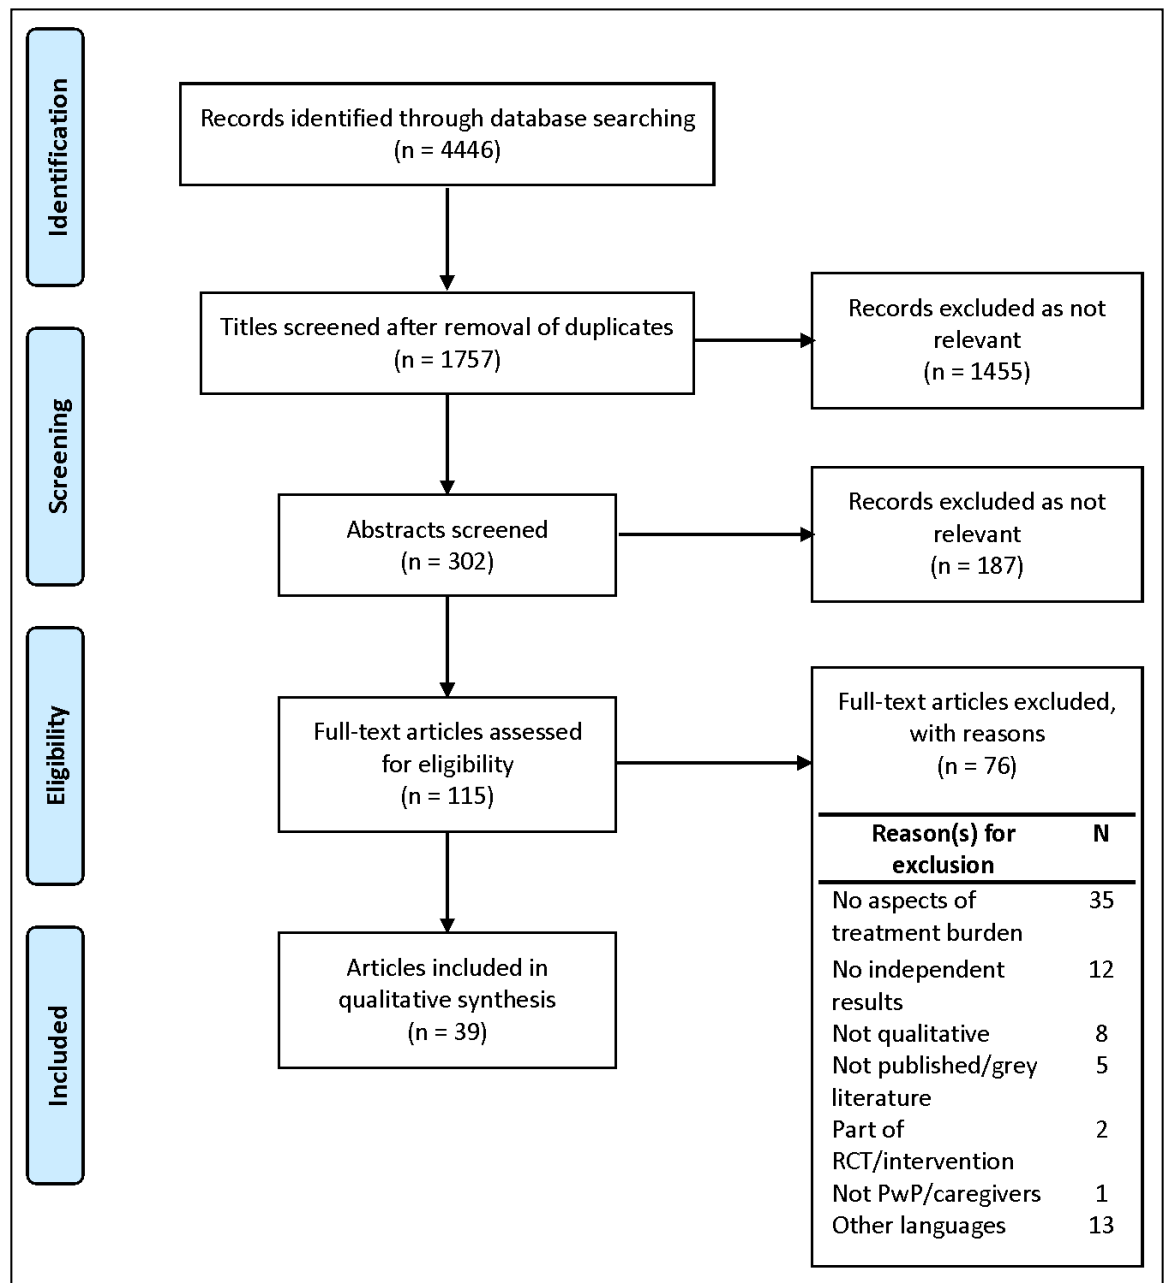 Identification
Records identified through database searching
(n = 4446)
Titles screened after removal of duplicates
(n = 1757)
Records excluded as not
relevant
(n = 1455)
Screening
Abstracts screened
(n = 302)
Records excluded as not
relevant
(n = 187)
Eligibility
Full-text articles assessed
for eligibility
(n = 115)
Full-text articles excluded,
with reasons
(n = 76)
Reason(s) for N
exclusion
No aspects of 35
treatment burden
No independent 12
results
Not qualitative 8
Not published/grey 5
literature
Part of 2
RCT/intervention
Not PwP/caregivers 1
Other languages 13
Included
Articles included in
qualitative synthesis
(n = 39)